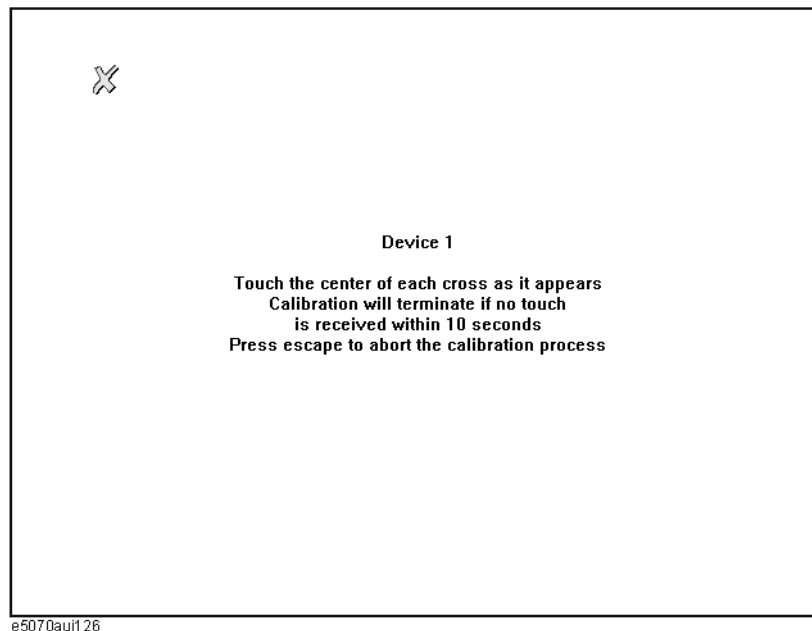 Device 1
Touch the center of each cross as it appears
Calibration will terminate if no touch
is received within 10 seconds
Press escape to abort the calibration process
e5070auj126